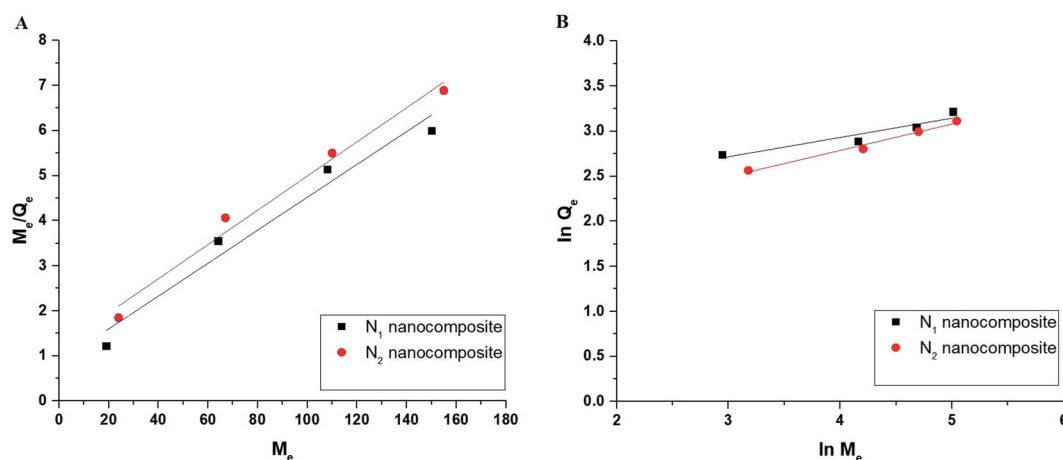 A
8
7
6
5
4
3
2
1
0
0 20 40 60 80 100 120 140 160 180
Mₑ/Qₑ
Mₑ
N₁ nanocomposite
N₂ nanocomposite
B
4.0
3.5
3.0
2.5
2.0
1.5
1.0
0.5
0.0
2 3 4 5 6
ln Qₑ
ln Mₑ
N₁ nanocomposite
N₂ nanocomposite